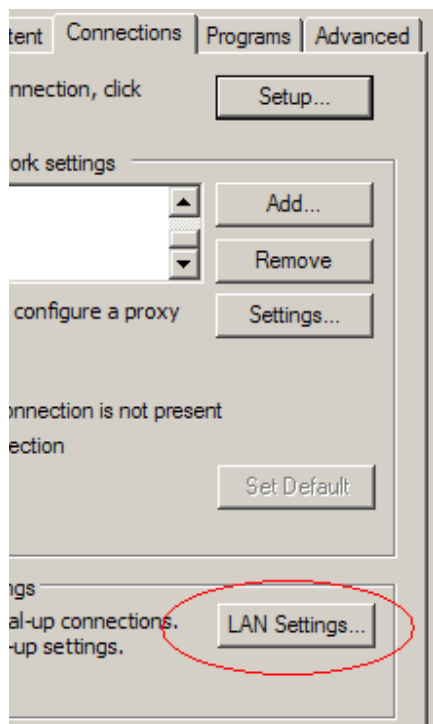 tent Connections Programs Advanced
nnection, click Setup...
ork settings
Add...
Remove
configure a proxy Settings...
onnection is not present
ection
Set Default
ngs
al-up connections. LAN Settings...
-up settings.